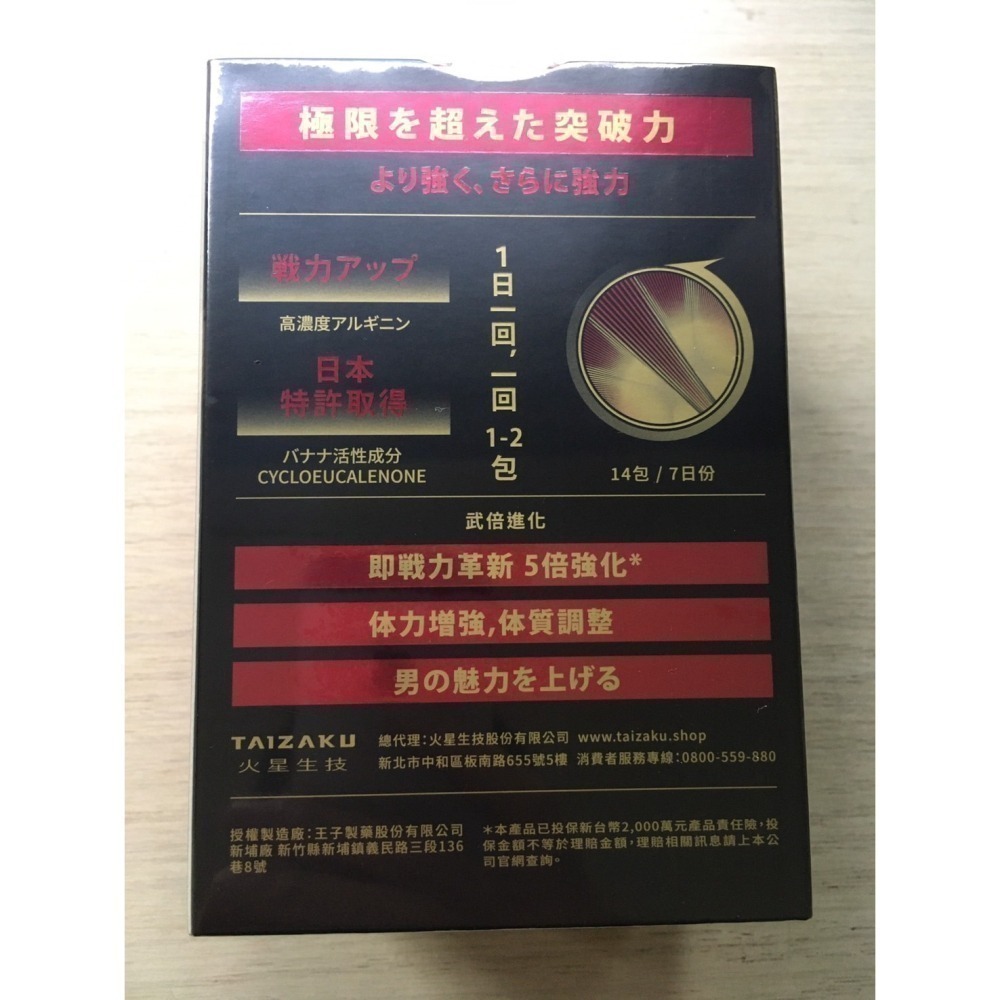 極限を超えた突破力
より強く、さらに強力
戦力アップ
高濃度アルギニン
日本
特許取得
バナナ活性成分
CYCLOEUCALENONE
1日一回,一回1-2包
14包 / 7日份
武倍進化
即戦力革新 5倍強化*
体力増強,体質調整
男の魅力を上げる
TAIZAKU
火星生技
總代理:火星生技股份有限公司 www.taizaku.shop
新北市中和區板南路655號5樓 消費者服務專線:0800-559-880
授權製造廠:王子製藥股份有限公司
新埔廠 新竹縣新埔鎮義民路三段136
巷8號
*本產品已投保新台幣2,000萬元產品責任險,投
保金額不等於理賠金額,理賠相關訊息請上本公
司官網查詢。